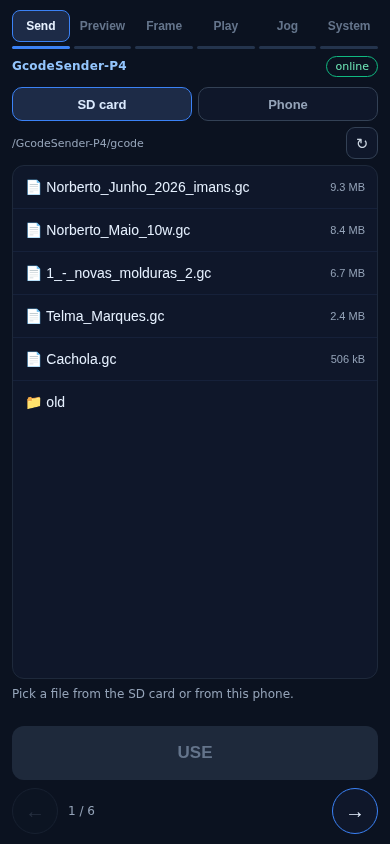 Send Preview Frame Play Jog System
GcodeSender-P4 online
SD card Phone
/GcodeSender-P4/gcode ↻
Norberto_Junho_2026_imans.gc 9.3 MB
Norberto_Maio_10w.gc 8.4 MB
1_-_novas_molduras_2.gc 6.7 MB
Telma_Marques.gc 2.4 MB
Cachola.gc 506 kB
old
Pick a file from the SD card or from this phone.
USE
← 1 / 6 →